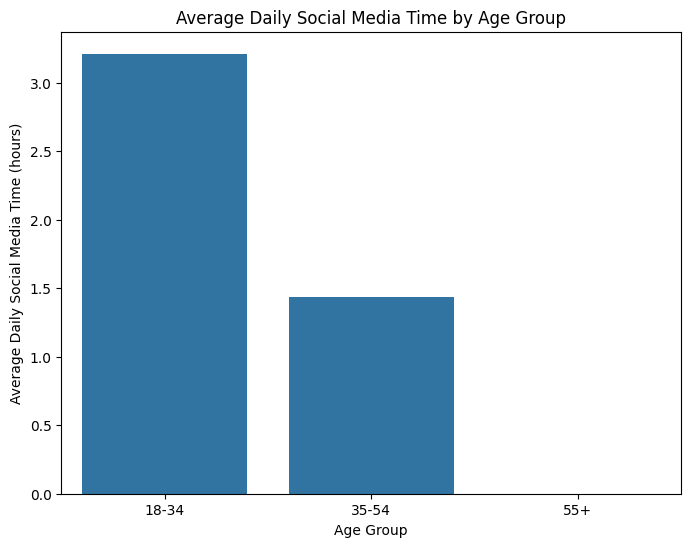 Average Daily Social Media Time by Age Group
Average Daily Social Media Time (hours)
3.0
2.5
2.0
1.5
1.0
0.5
0.0
18-34 35-54 55+
Age Group